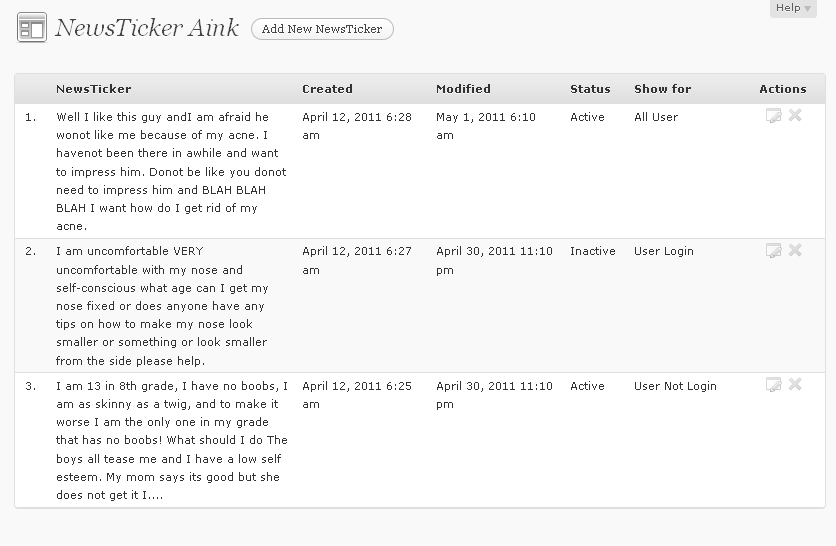 Help
NewsTicker Aink
Add New NewsTicker
NewsTicker Created Modified Status Show for Actions
1. Well I like this guy andI am afraid he April 12, 2011 6:28 May 1, 2011 6:10 Active All User
wonot like me because of my acne. I am am
havenot been there in awhile and want
to impress him. Donot be like you donot
need to impress him and BLAH BLAH
BLAH I want how do I get rid of my
acne.
2. I am uncomfortable VERY April 12, 2011 6:27 April 30, 2011 11:10 Inactive User Login
uncomfortable with my nose and am pm
self-conscious what age can I get my
nose fixed or does anyone have any
tips on how to make my nose look
smaller or something or look smaller
from the side please help.
3. I am 13 in 8th grade, I have no boobs, I April 12, 2011 6:25 April 30, 2011 11:10 Active User Not Login
am as skinny as a twig, and to make it am pm
worse I am the only one in my grade
that has no boobs! What should I do The
boys all tease me and I have a low self
esteem. My mom says its good but she
does not get it I....